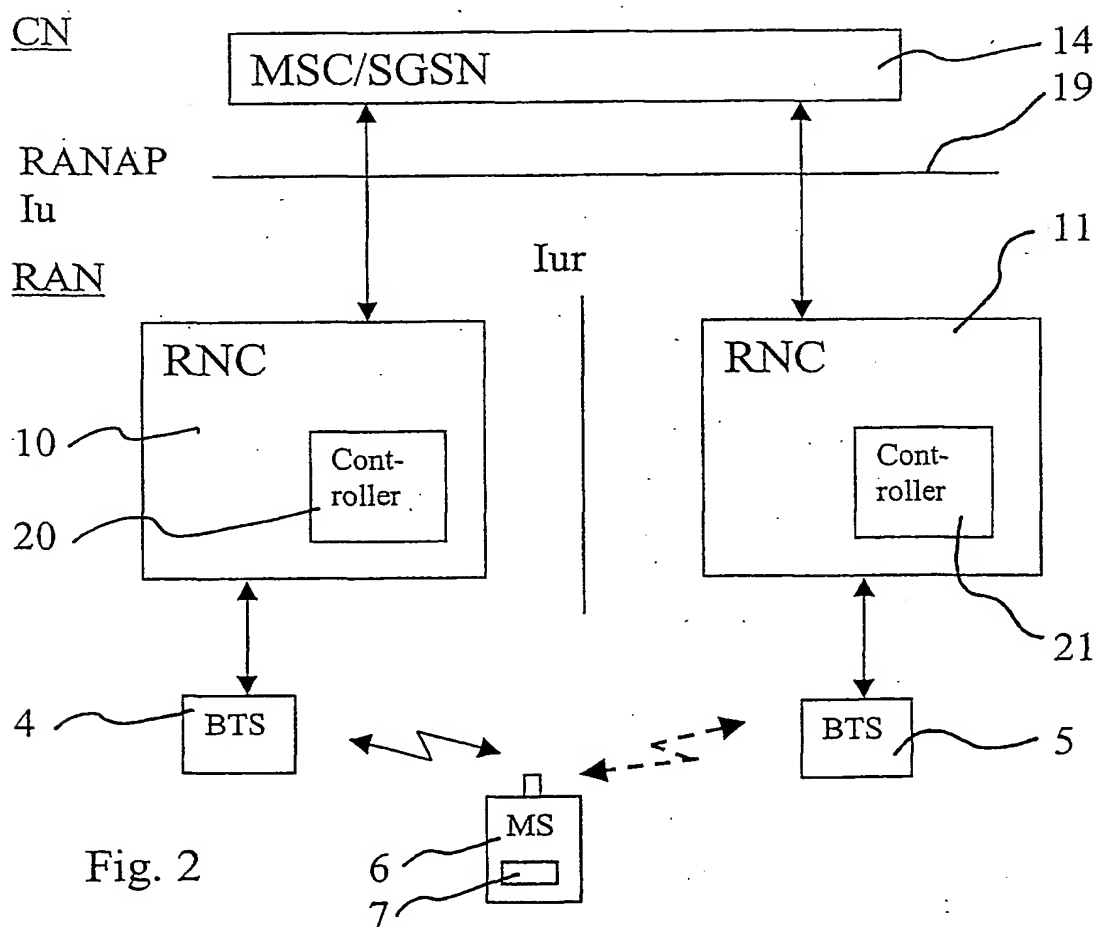 CN
MSC/SGSN
14
19
RANAP
Iu
RAN
Iur
11
RNC
RNC
10
Cont-
roller
Cont-
roller
20
21
4
BTS
BTS
5
MS
6
7
Fig. 2